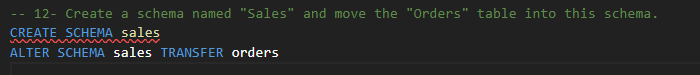 -- 12- Create a schema named "Sales" and move the "Orders" table into this schema.
CREATE SCHEMA sales
ALTER SCHEMA sales TRANSFER orders